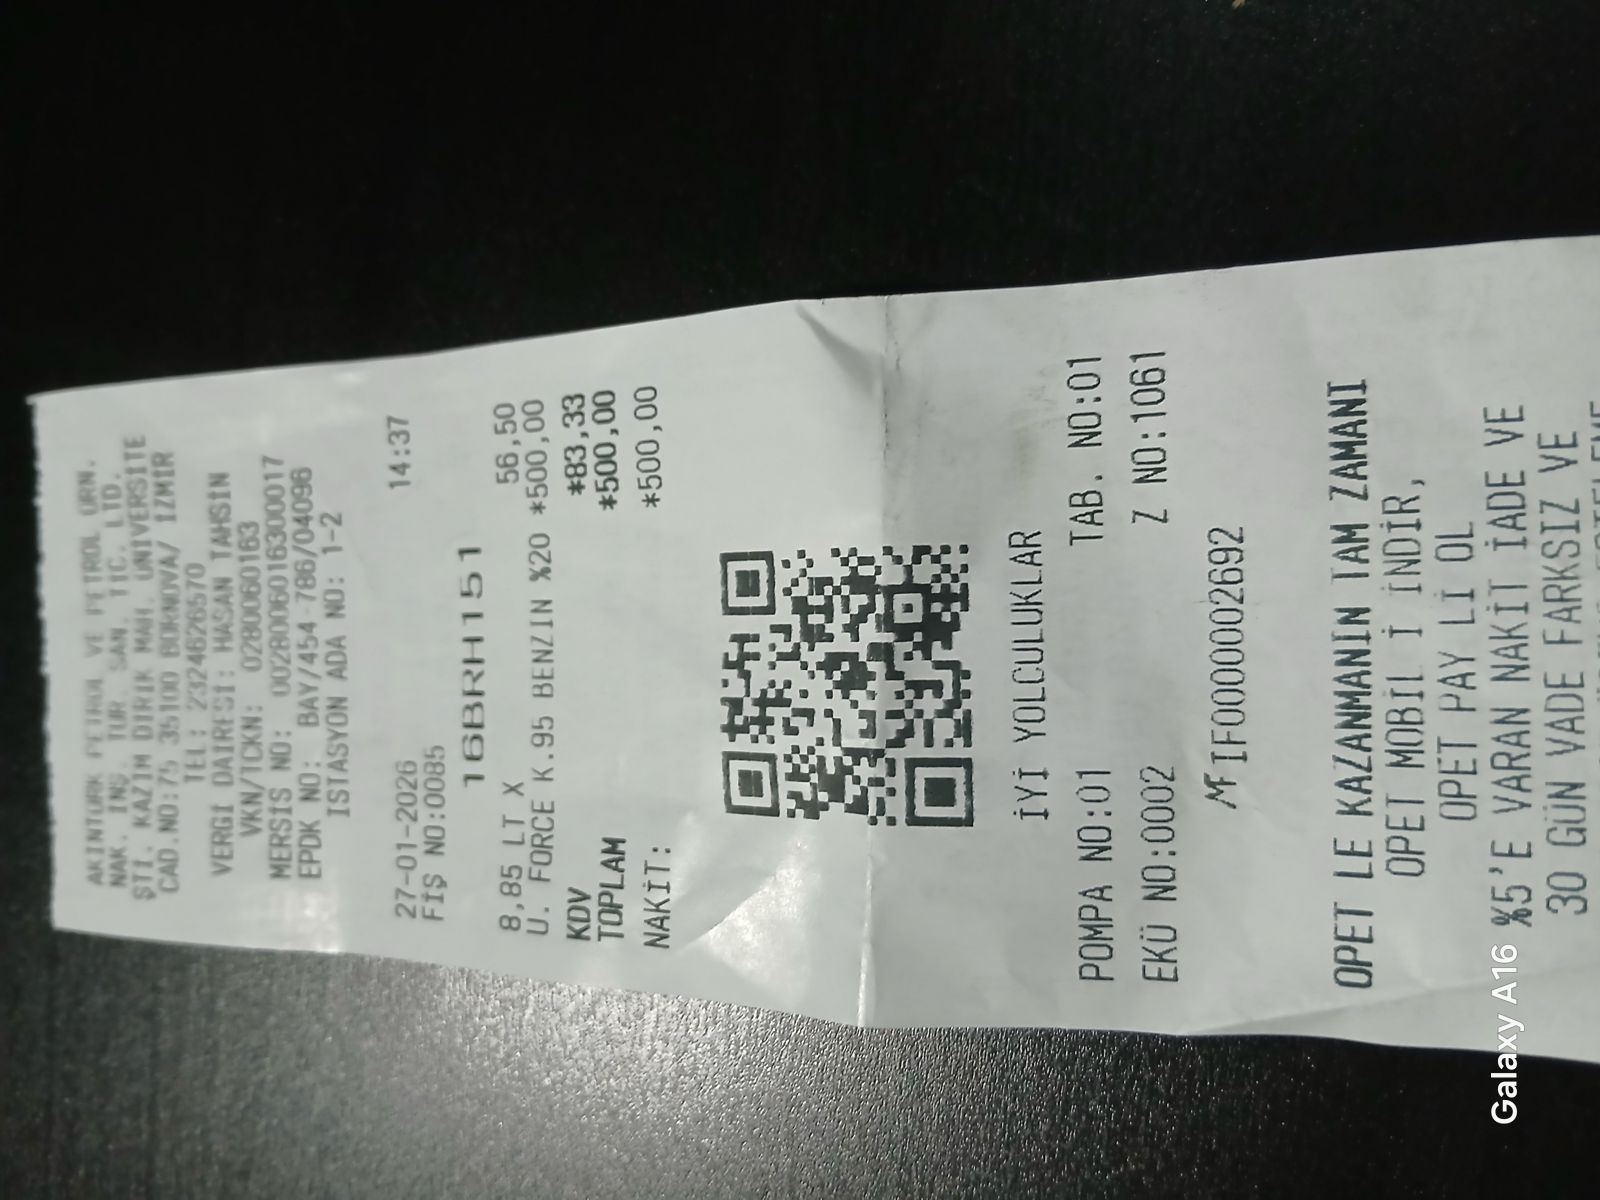 AKINTÜRK PETROL VE PETROL ÜRN.
NAK. İNŞ. TUR. SAN. TİC. LTD.
ŞTİ. KAZIM DİRİK MAH. ÜNİVERSİTE
CAD.NO:75 35100 BORNOVA/ İZMİR
TEL: 2324626570
VERGİ DAİRESİ: HASAN TAHSİN
VKN/TCKN: 0280060163
MERSİS NO: 0028006016300017
EPDK NO: BAY/454-786/04096
İSTASYON ADA NO: 1-2
27-01-2026 14:37
FİŞ NO:0085
16BRH151
8,85 LT X 56,50
U. FORCE K.95 BENZİN %20 *500,00
KDV *83,33
TOPLAM *500,00
NAKİT: *500,00
İYİ YOLCULUKLAR
POMPA NO:01 TAB. NO:01
EKÜ NO:0002 Z NO:1061
MF IF0000002692
OPET LE KAZANMANIN TAM ZAMANI
OPET MOBİL İ İNDİR,
OPET PAY Lİ OL
%5'E VARAN NAKİT İADE VE
30 GÜN VADE FARKSIZ VE
Galaxy A16